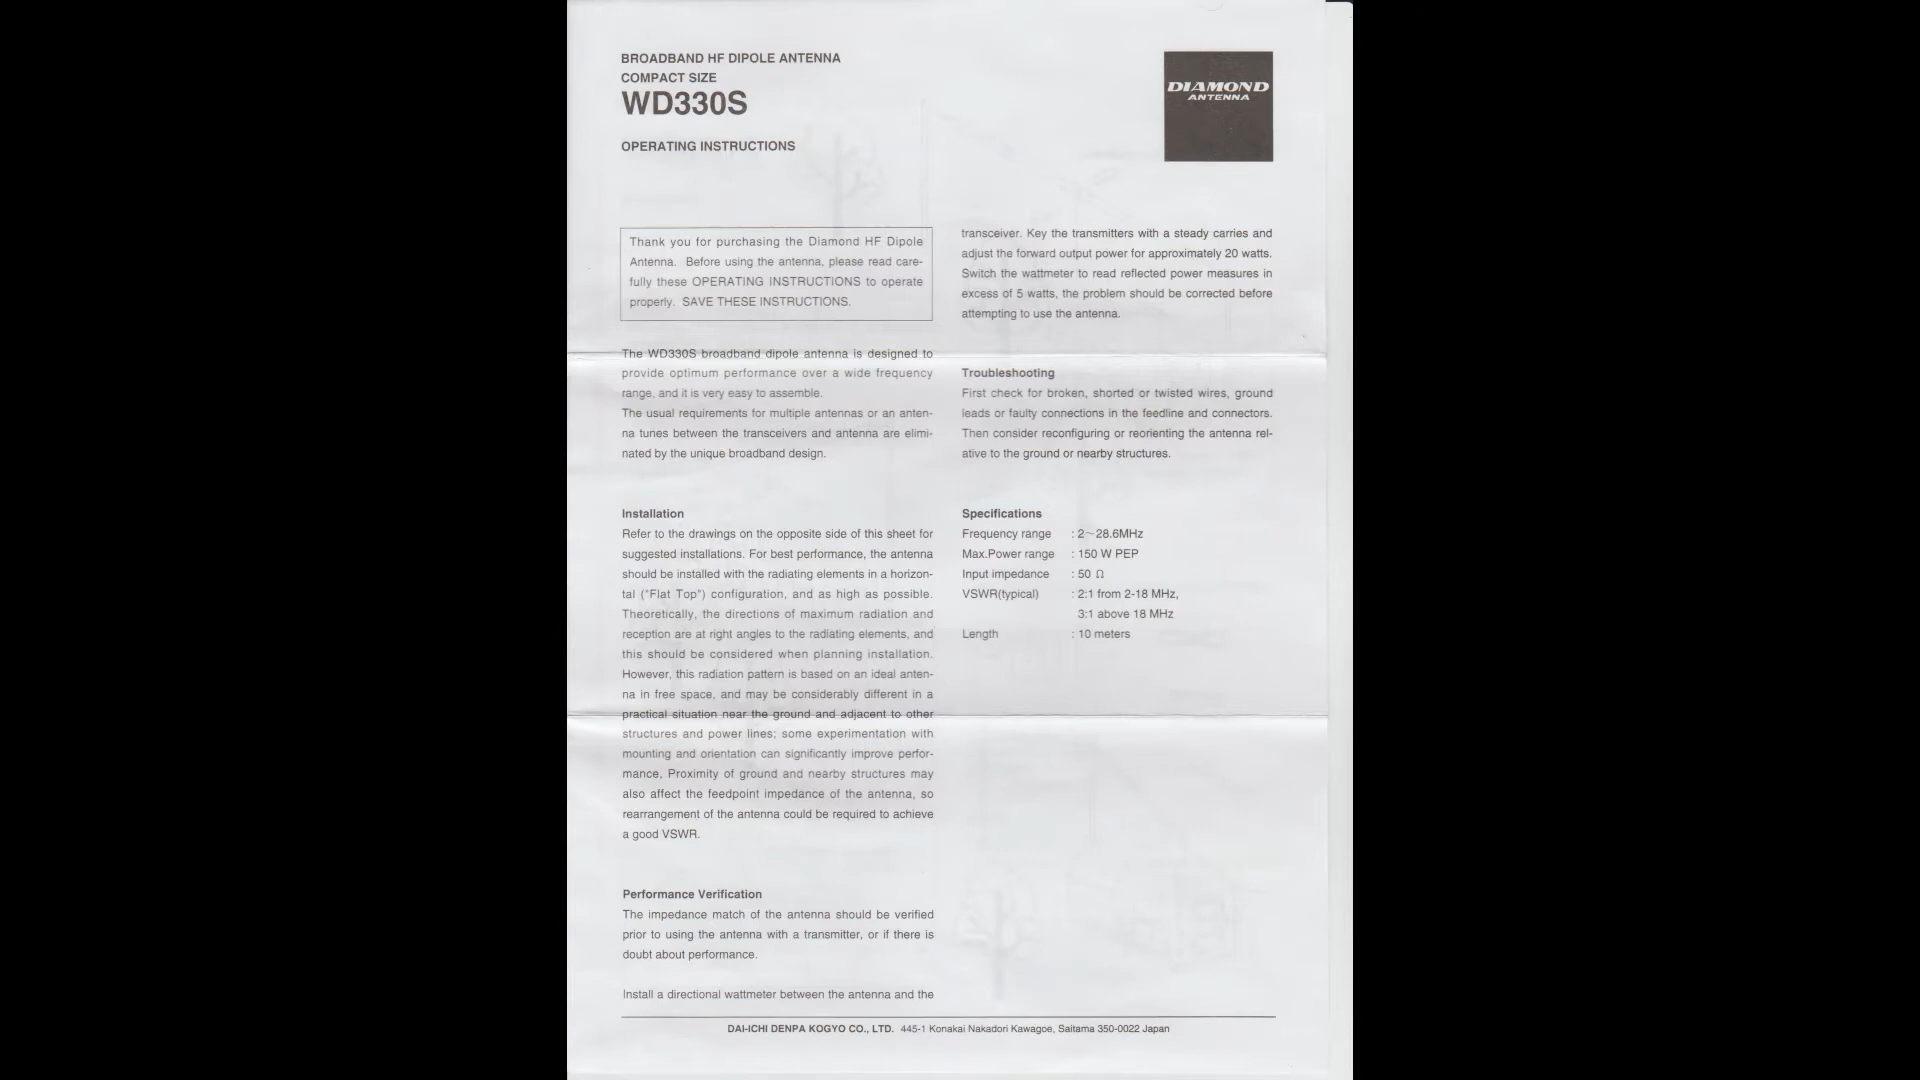 BROADBAND HF DIPOLE ANTENNA
COMPACT SIZE
WD330S
OPERATING INSTRUCTIONS
DIAMOND
ANTENNA
Thank you for purchasing the Diamond HF Dipole
Antenna. Before using the antenna, please read care-
fully these OPERATING INSTRUCTIONS to operate
properly. SAVE THESE INSTRUCTIONS.
The WD330S broadband dipole antenna is designed to
provide optimum performance over a wide frequency
range, and it is very easy to assemble.
The usual requirements for multiple antennas or an anten-
na tunes between the transceivers and antenna are elimi-
nated by the unique broadband design.
Installation
Refer to the drawings on the opposite side of this sheet for
suggested installations. For best performance, the antenna
should be installed with the radiating elements in a horizon-
tal ("Flat Top") configuration, and as high as possible.
Theoretically, the directions of maximum radiation and
reception are at right angles to the radiating elements, and
this should be considered when planning installation.
However, this radiation pattern is based on an ideal anten-
na in free space, and may be considerably different in a
practical situation near the ground and adjacent to other
structures and power lines; some experimentation with
mounting and orientation can significantly improve perfor-
mance, Proximity of ground and nearby structures may
also affect the feedpoint impedance of the antenna, so
rearrangement of the antenna could be required to achieve
a good VSWR.
Performance Verification
The impedance match of the antenna should be verified
prior to using the antenna with a transmitter, or if there is
doubt about performance.
Install a directional wattmeter between the antenna and the
transceiver. Key the transmitters with a steady carries and
adjust the forward output power for approximately 20 watts.
Switch the wattmeter to read reflected power measures in
excess of 5 watts, the problem should be corrected before
attempting to use the antenna.
Troubleshooting
First check for broken, shorted or twisted wires, ground
leads or faulty connections in the feedline and connectors.
Then consider reconfiguring or reorienting the antenna rel-
ative to the ground or nearby structures.
Specifications
Frequency range : 2～28.6MHz
Max.Power range : 150 W PEP
Input impedance : 50 Ω
VSWR(typical) : 2:1 from 2-18 MHz,
3:1 above 18 MHz
Length : 10 meters
DAI-ICHI DENPA KOGYO CO., LTD. 445-1 Konakai Nakadori Kawagoe, Saitama 350-0022 Japan